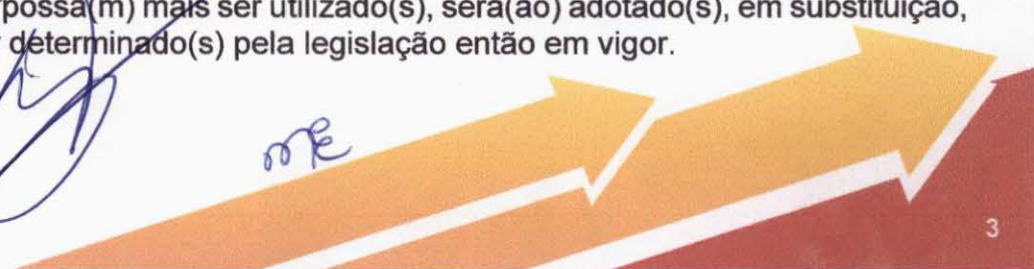 possa(m) mais ser utilizado(s), será(ão) adotado(s), em substituição,
determinado(s) pela legislação então em vigor.
3